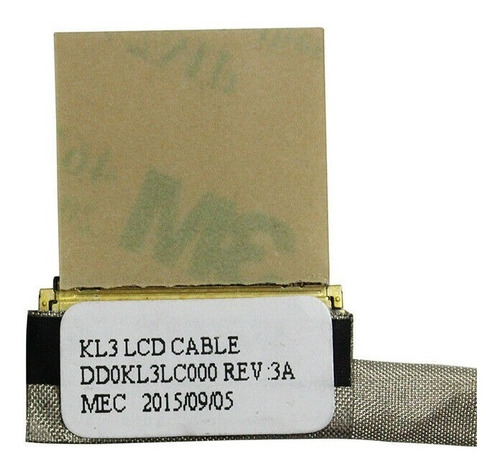 KL3 LCD CABLE
DD0KL3LC000 REV:3A
MEC 2015/09/05